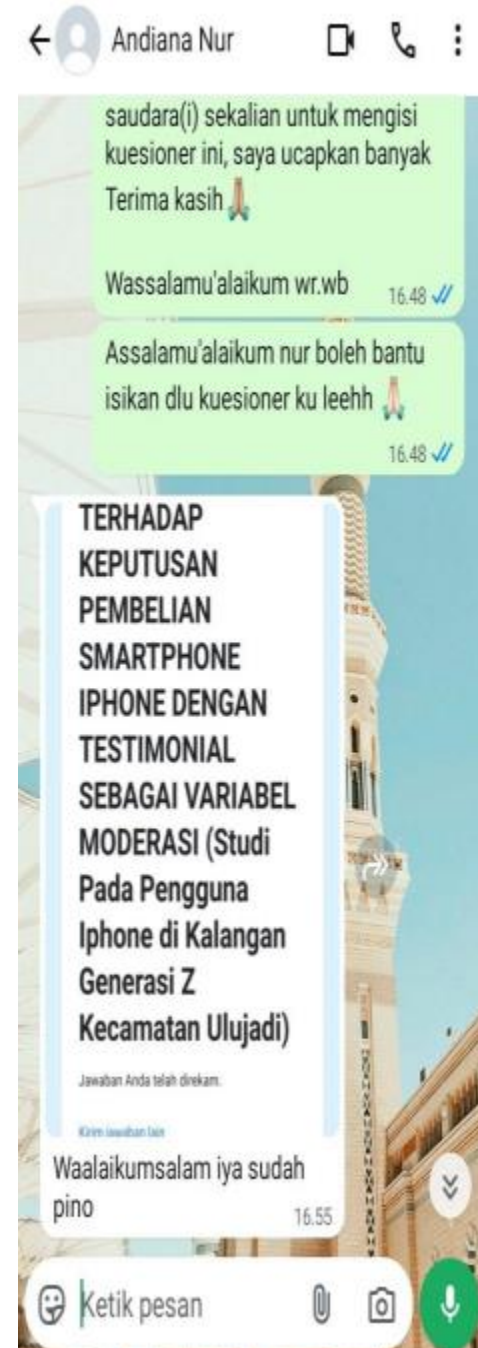 Andiana Nur
saudara(i) sekalian untuk mengisi
kuesioner ini, saya ucapkan banyak
Terima kasih🙏🏻
Wassalamu'alaikum wr.wb
16.48
Assalamu'alaikum nur boleh bantu
isikan dlu kuesioner ku leehh 🙏🏻
16.48
TERHADAP
KEPUTUSAN
PEMBELIAN
SMARTPHONE
IPHONE DENGAN
TESTIMONIAL
SEBAGAI VARIABEL
MODERASI (Studi
Pada Pengguna
Iphone di Kalangan
Generasi Z
Kecamatan Ulujadi)
Jawaban Anda telah direkam.
Kirim jawaban lain
Waalaikumsalam iya sudah
pino
16.55
Ketik pesan